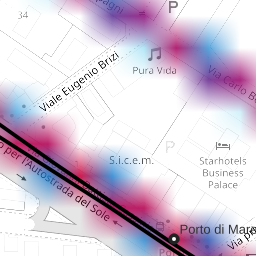 P
34
Pura Vida
Viale Eugenio Brizi
Via Carlo
P
S.i.c.e.m.
Starhotels
Business
Palace
per l'Autostrada del Sole
Porto di Mare
Via